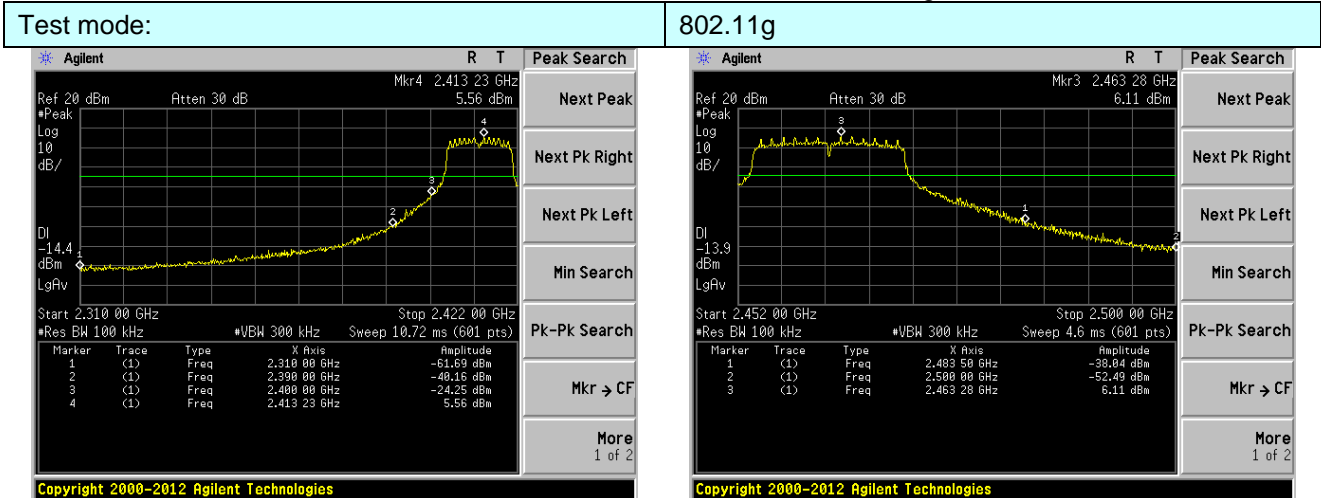 Test mode: 802.11g
Agilent R T Peak Search
Mkr4 2.413 23 GHz
Ref 20 dBm Atten 30 dB 5.56 dBm
#Peak
Log
10
dB/
DI
-14.4
dBm
LgAv
1
2
3
4
Start 2.310 00 GHz Stop 2.422 00 GHz
#Res BW 100 kHz #VBW 300 kHz Sweep 10.72 ms (601 pts)
Marker Trace Type X Axis Amplitude
1 (1) Freq 2.310 00 GHz -61.69 dBm
2 (1) Freq 2.390 00 GHz -40.16 dBm
3 (1) Freq 2.400 00 GHz -24.25 dBm
4 (1) Freq 2.413 23 GHz 5.56 dBm
Next Peak
Next Pk Right
Next Pk Left
Min Search
Pk-Pk Search
Mkr → CF
More
1 of 2
Copyright 2000-2012 Agilent Technologies
Agilent R T Peak Search
Mkr3 2.463 28 GHz
Ref 20 dBm Atten 30 dB 6.11 dBm
#Peak
Log
10
dB/
DI
-13.9
dBm
LgAv
3
1
2
Start 2.452 00 GHz Stop 2.500 00 GHz
#Res BW 100 kHz #VBW 300 kHz Sweep 4.6 ms (601 pts)
Marker Trace Type X Axis Amplitude
1 (1) Freq 2.483 50 GHz -38.04 dBm
2 (1) Freq 2.500 00 GHz -52.49 dBm
3 (1) Freq 2.463 28 GHz 6.11 dBm
Next Peak
Next Pk Right
Next Pk Left
Min Search
Pk-Pk Search
Mkr → CF
More
1 of 2
Copyright 2000-2012 Agilent Technologies